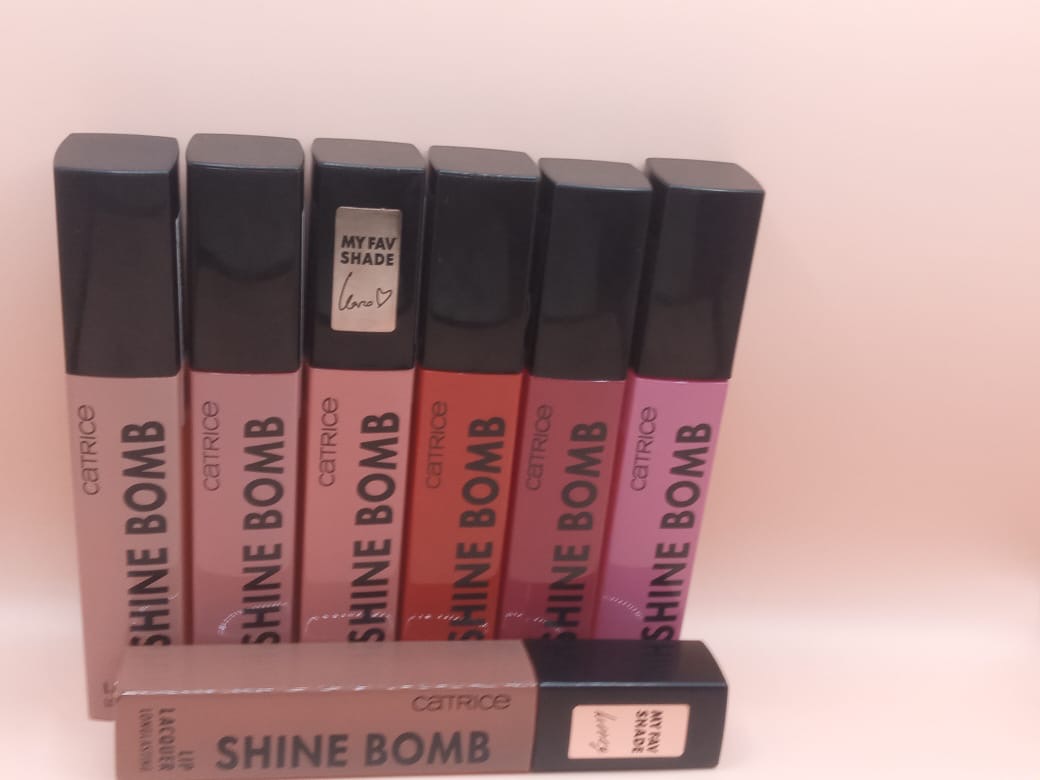 CATRICE
SHINE BOMB
CATRICE
SHINE BOMB
MY FAV
SHADE
CATRICE
SHINE BOMB
CATRICE
SHINE BOMB
CATRICE
SHINE BOMB
CATRICE
SHINE BOMB
CATRICE
SHINE BOMB
LIP
LACQUER
LONGLASTING
MY FAV
SHADE